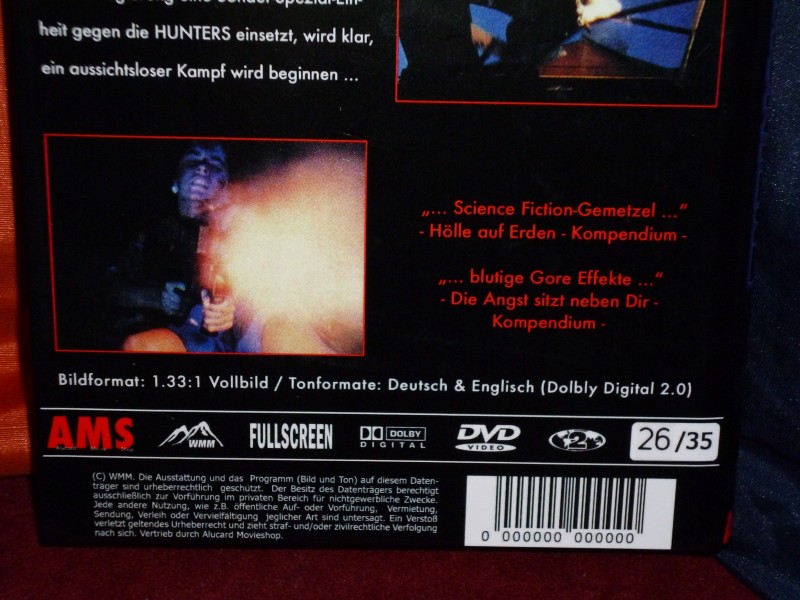 heit gegen die HUNTERS einsetzt, wird klar,
ein aussichtsloser Kampf wird beginnen ...
„... Science Fiction-Gemetzel ...“
- Hölle auf Erden - Kompendium -
„... blutige Gore Effekte ...“
- Die Angst sitzt neben Dir -
Kompendium -
Bildformat: 1.33:1 Vollbild / Tonformate: Deutsch & Englisch (Dolbly Digital 2.0)
AMS WMM FULLSCREEN DOLBY DIGITAL DVD VIDEO 2 26/35
(C) WMM. Die Ausstattung und das Programm (Bild und Ton) auf diesem Daten-
träger sind urheberrechtlich geschützt. Der Besitz des Datenträgers berechtigt
ausschließlich zur Vorführung im privaten Bereich für nichtgewerbliche Zwecke.
Jede andere Nutzung, wie z.B. öffentliche Auf- oder Vorführung, Vermietung,
Sendung, Verleih oder Vervielfältigung jeglicher Art sind untersagt. Ein Verstoß
verletzt geltendes Urheberrecht und zieht straf- und/oder zivilrechtliche Verfolgung
nach sich. Vertrieb durch Alucard Movieshop.
0 000000 000000